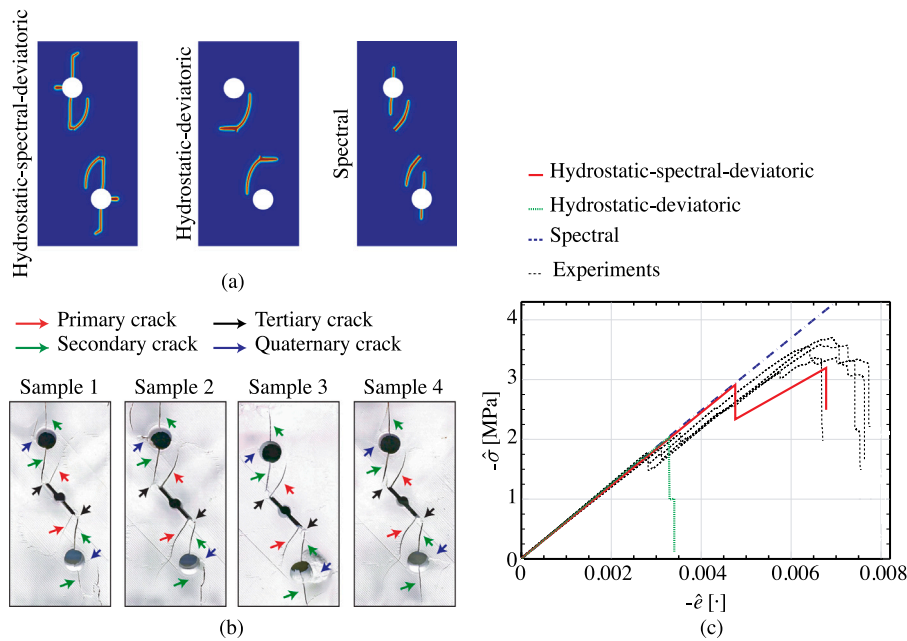 (a)
Hydrostatic-spectral-deviatoric
Hydrostatic-deviatoric
Spectral
(a)
Primary crack
Tertiary crack
Secondary crack
Quaternary crack
Sample 1
Sample 2
Sample 3
Sample 4
(b)
Hydrostatic-spectral-deviatoric
Hydrostatic-deviatoric
Spectral
Experiments
4
3
2
1
0
-σ̂ [MPa]
0
0.002
0.004
0.006
0.008
-ê [·]
(c)